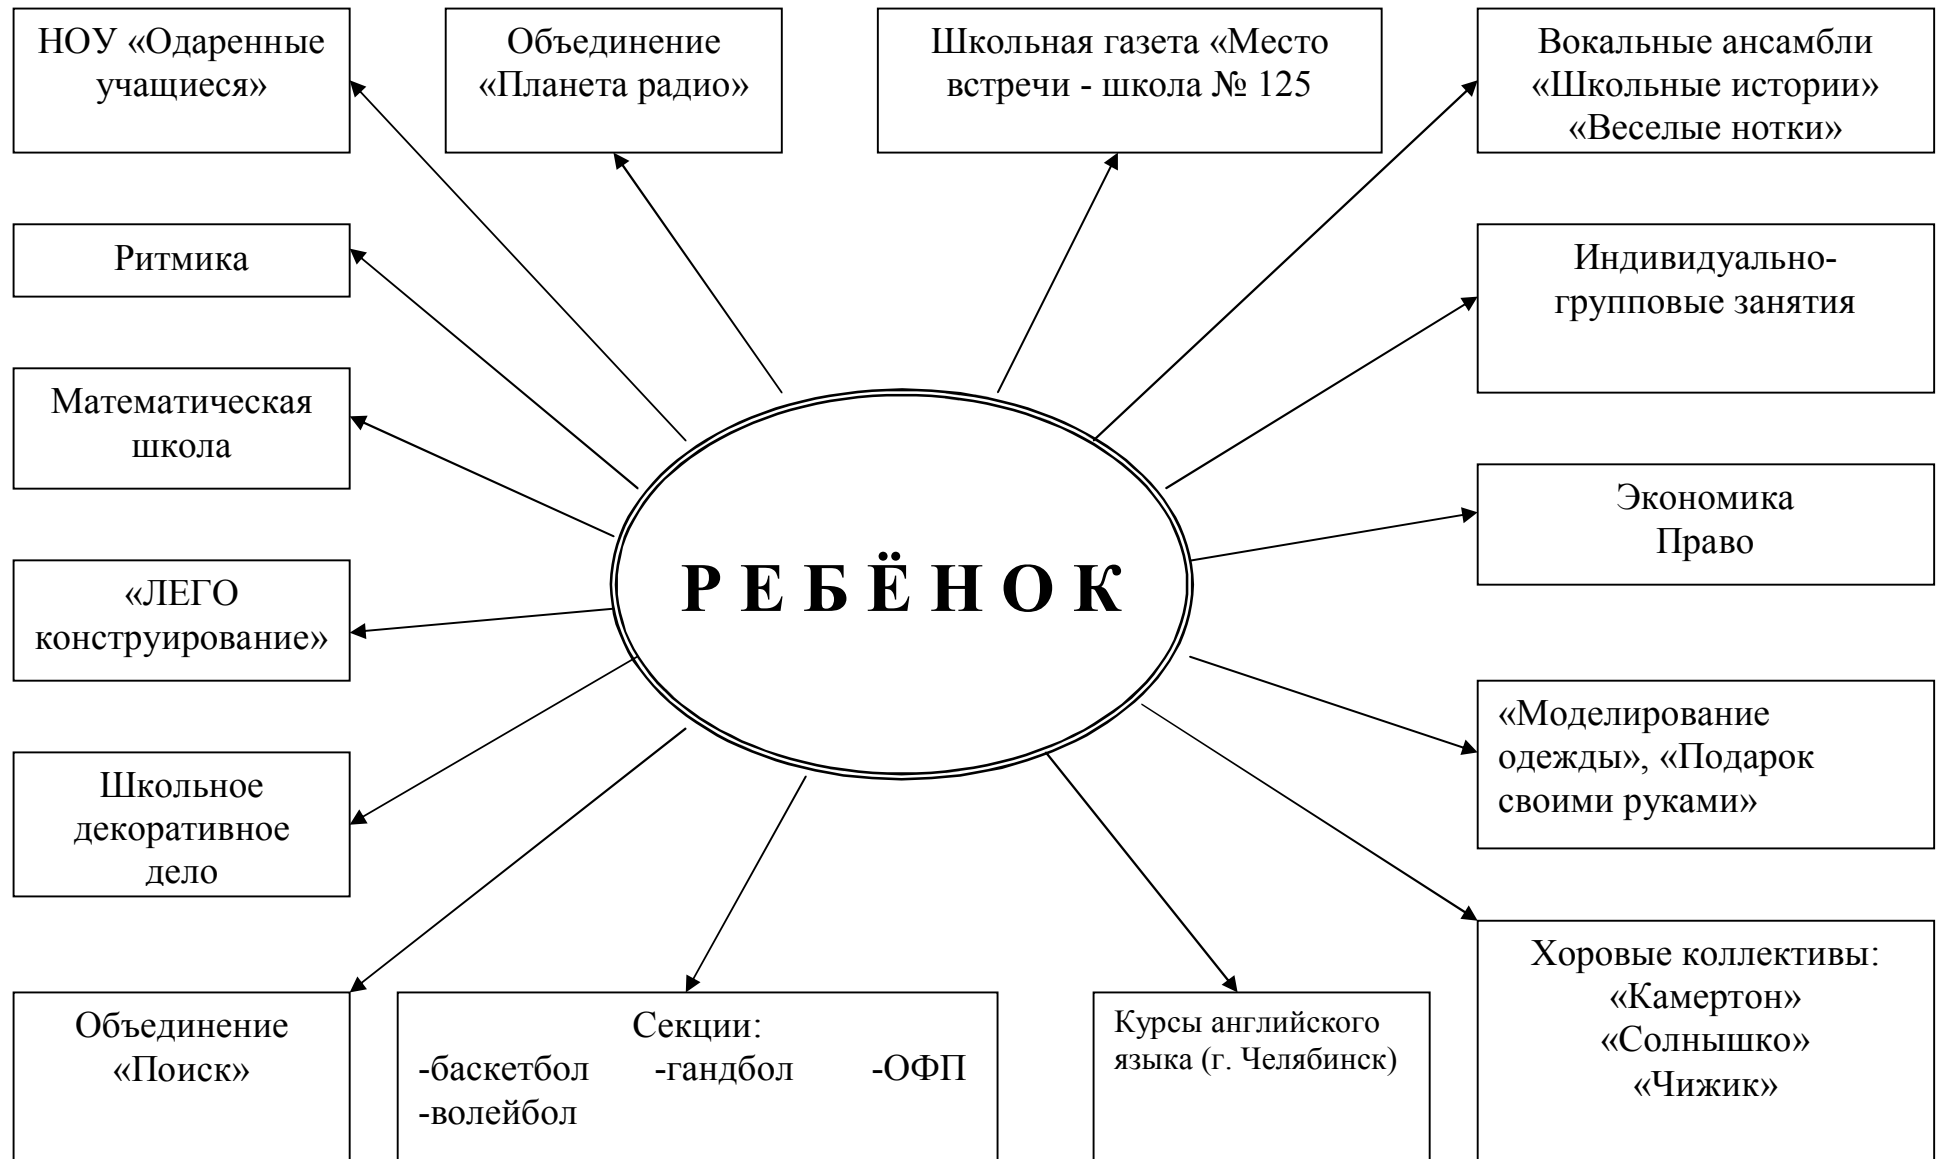 НОУ «Одаренные
учащиеся»
Объединение
«Планета радио»
Школьная газета «Место
встречи - школа № 125
Вокальные ансамбли
«Школьные истории»
«Веселые нотки»
Ритмика
Индивидуально-
групповые занятия
Математическая
школа
Экономика
Право
«ЛЕГО
конструирование»
Р Е Б Ё Н О К
«Моделирование
одежды», «Подарок
своими руками»
Школьное
декоративное
дело
Хоровые коллективы:
«Камертон»
«Солнышко»
«Чижик»
Объединение
«Поиск»
Секции:
-баскетбол -гандбол -ОФП
-волейбол
Курсы английского
языка (г. Челябинск)